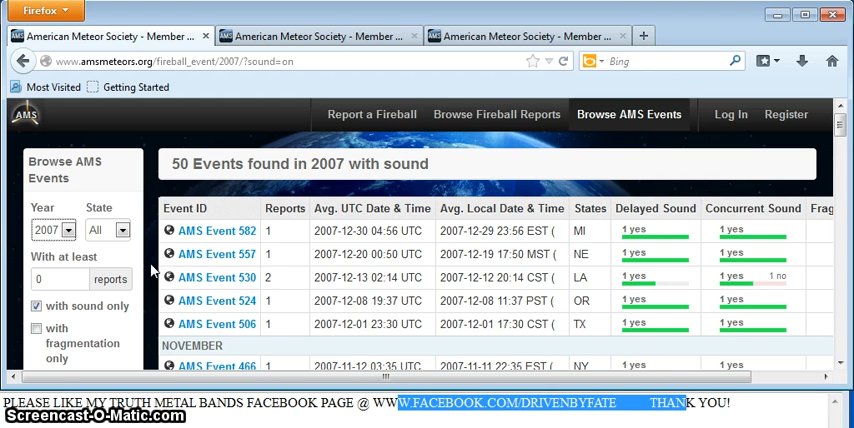 Firefox
American Meteor Society - Member ... × American Meteor Society - Member ... × American Meteor Society - Member ... × +
www.amsmeteors.org/fireball_event/2007/?sound=on Bing
Most Visited Getting Started
AMS Report a Fireball Browse Fireball Reports Browse AMS Events Log In Register
Browse AMS Events
50 Events found in 2007 with sound
Year State
2007 All
With at least
0 reports
with sound only
with fragmentation only
Event ID Reports Avg. UTC Date & Time Avg. Local Date & Time States Delayed Sound Concurrent Sound Frag
AMS Event 582 1 2007-12-30 04:56 UTC 2007-12-29 23:56 EST ( MI 1 yes 1 yes
AMS Event 557 1 2007-12-20 00:50 UTC 2007-12-19 17:50 MST ( NE 1 yes 1 yes
AMS Event 530 2 2007-12-13 02:14 UTC 2007-12-12 20:14 CST ( LA 1 yes 1 yes 1 no
AMS Event 524 1 2007-12-08 19:37 UTC 2007-12-08 11:37 PST ( OR 1 yes 1 yes
AMS Event 506 1 2007-12-01 23:30 UTC 2007-12-01 17:30 CST ( TX 1 yes 1 yes
NOVEMBER
AMS Event 466 1 2007-11-12 03:35 UTC 2007-11-11 22:35 EST ( NY 1 yes 1 yes
PLEASE LIKE MY TRUTH METAL BANDS FACEBOOK PAGE @ WWW.FACEBOOK.COM/DRIVENBYFATE THANK YOU!
Screencast-O-Matic.com